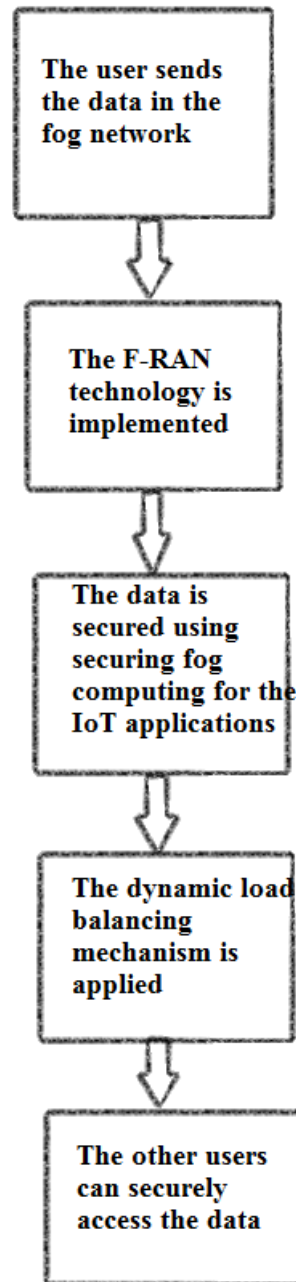 The user sends
the data in the
fog network
The F-RAN
technology is
implemented
The data is
secured using
securing fog
computing for the
IoT applications
The dynamic load
balancing
mechanism is
applied
The other users
can securely
access the data